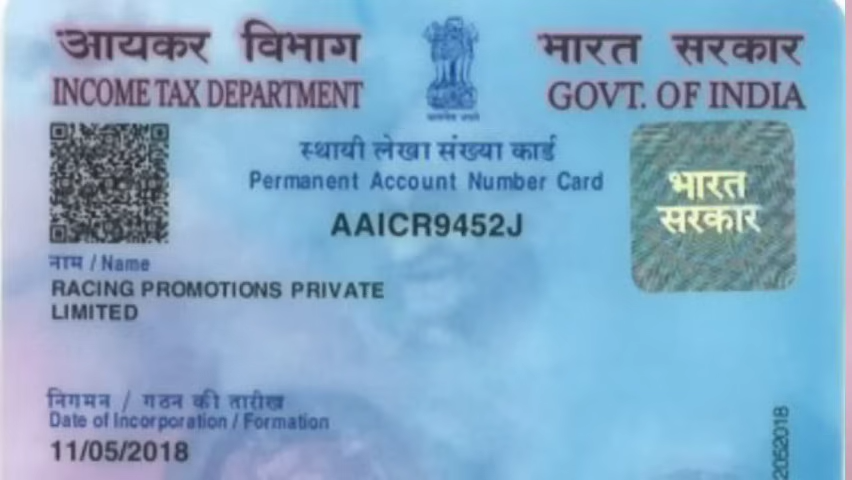 आयकर विभाग
INCOME TAX DEPARTMENT
भारत सरकार
GOVT. OF INDIA
स्थायी लेखा संख्या कार्ड
Permanent Account Number Card
AAICR9452J
भारत
सरकार
नाम / Name
RACING PROMOTIONS PRIVATE
LIMITED
निगमन / गठन की तारीख
Date of Incorporation / Formation
11/05/2018